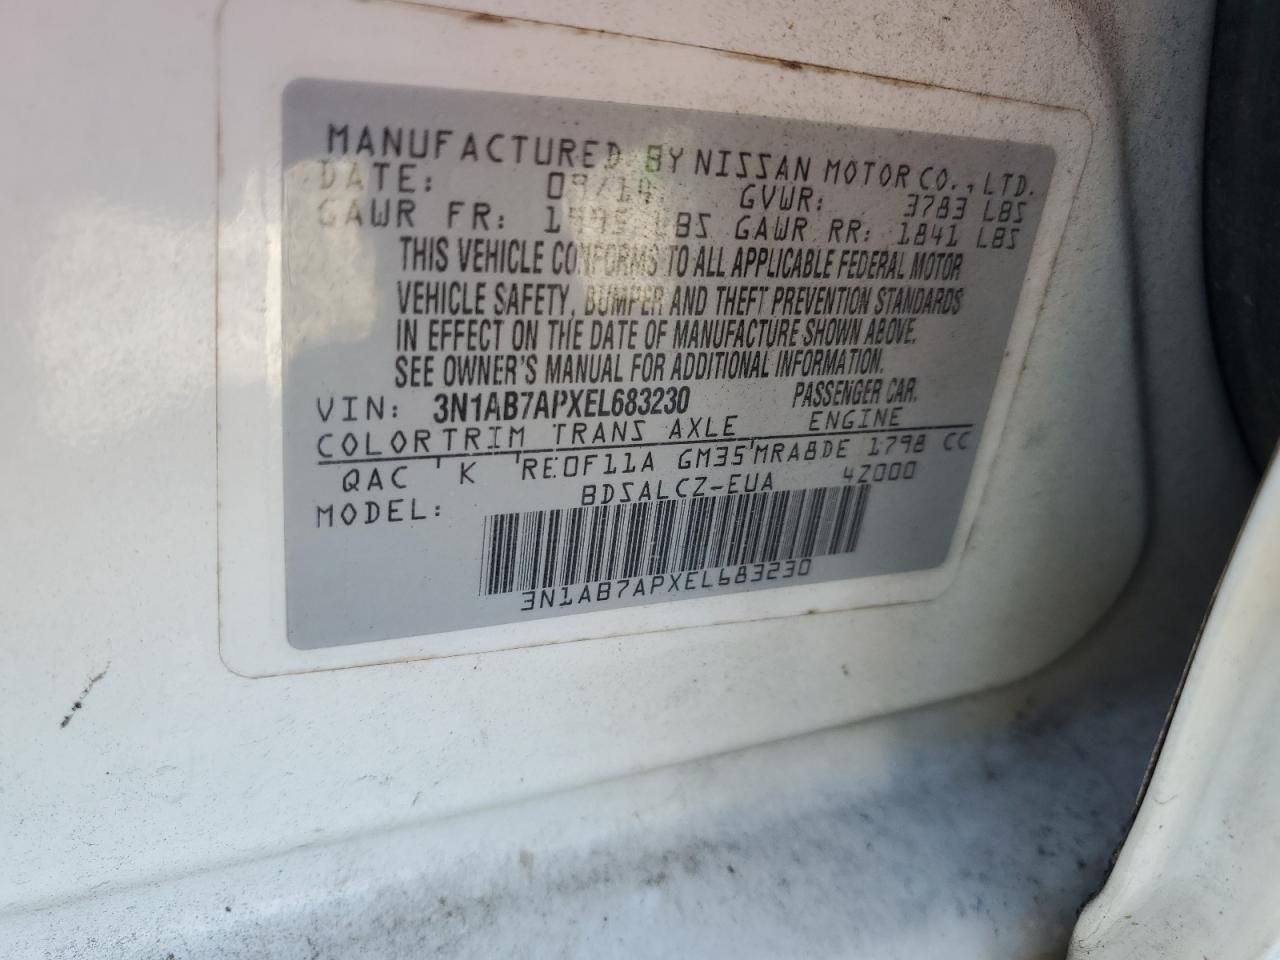 MANUFACTURED BY NISSAN MOTOR CO., LTD.
DATE: 09/14 GVWR: 3783 LBS
GAWR FR: 1995 LBS GAWR RR: 1841 LBS
THIS VEHICLE CONFORMS TO ALL APPLICABLE FEDERAL MOTOR
VEHICLE SAFETY, BUMPER AND THEFT PREVENTION STANDARDS
IN EFFECT ON THE DATE OF MANUFACTURE SHOWN ABOVE.
SEE OWNER'S MANUAL FOR ADDITIONAL INFORMATION.
VIN: 3N1AB7APXEL683230 PASSENGER CAR.
COLOR TRIM TRANS AXLE ENGINE
QAC K RE0F11A GM35 MRA8DE 1798 CC
MODEL: BDSALCZ-EUA 42000
3N1AB7APXEL683230